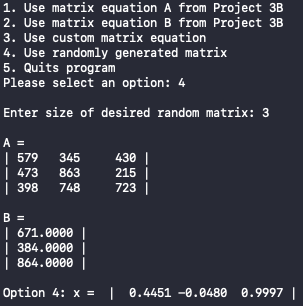 1. Use matrix equation A from Project 3B
2. Use matrix equation B from Project 3B
3. Use custom matrix equation
4. Use randomly generated matrix
5. Quits program
Please select an option: 4
Enter size of desired random matrix: 3
A =
| 579 345 430 |
| 473 863 215 |
| 398 748 723 |
B =
| 671.0000 |
| 384.0000 |
| 864.0000 |
Option 4: x = | 0.4451 -0.0480 0.9997 |